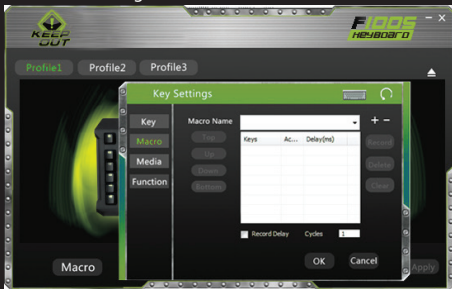 KEEP
OUT
F100S
KEYBOARD
Profile1 Profile2 Profile3
Key Settings
Key
Macro
Media
Function
Macro Name
+ -
Top
Up
Down
Bottom
Keys Ac... Delay(ms)
Record
Delete
Clear
Record Delay Cycles 1
OK Cancel
Macro
Apply